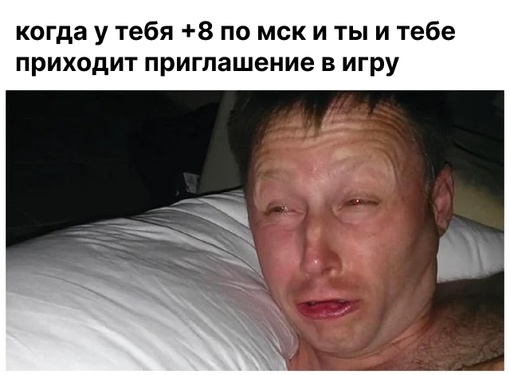 когда у тебя +8 по мск и ты и тебе
приходит приглашение в игру